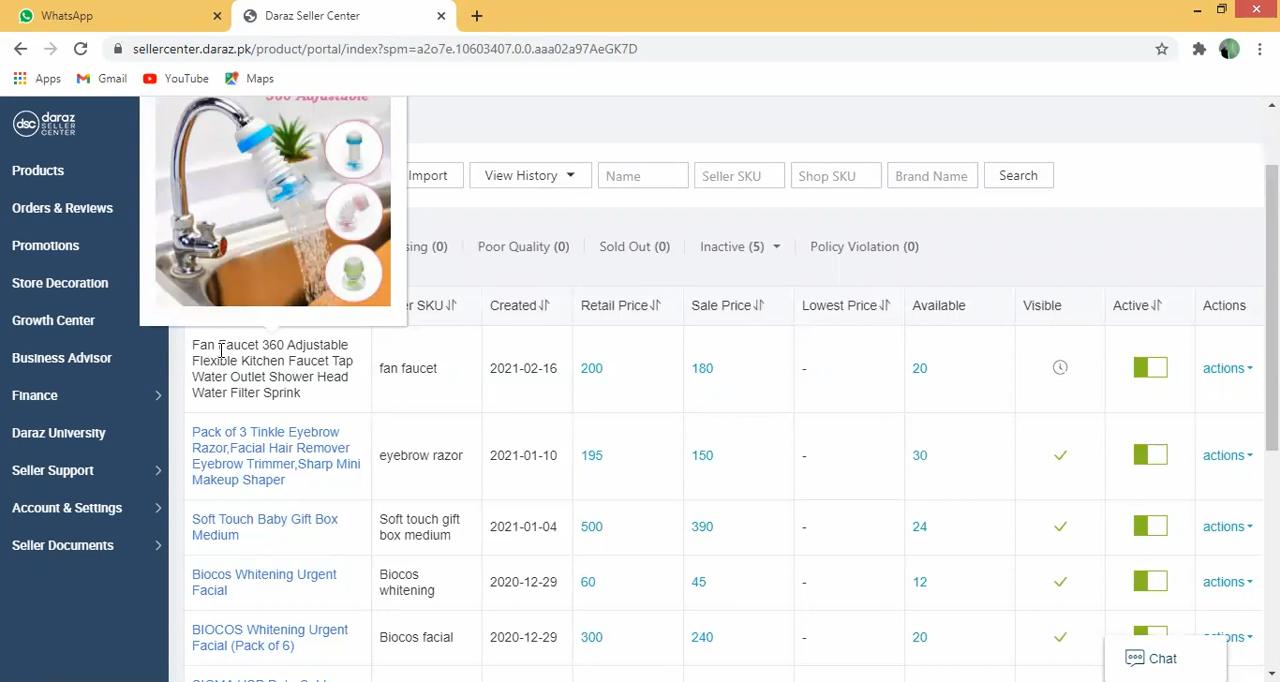 WhatsApp
Daraz Seller Center
sellercenter.daraz.pk/product/portal/index?spm=a2o7e.10603407.0.0.aaa02a97AeGK7D
Apps Gmail YouTube Maps
dsc daraz SELLER CENTER
Products
Orders & Reviews
Promotions
Store Decoration
Growth Center
Business Advisor
Finance
Daraz University
Seller Support
Account & Settings
Seller Documents
360 Adjustable
Import View History Name Seller SKU Shop SKU Brand Name Search
(0) Poor Quality (0) Sold Out (0) Inactive (5) Policy Violation (0)
SKU Created Retail Price Sale Price Lowest Price Available Visible Active Actions
Fan Faucet 360 Adjustable
Flexible Kitchen Faucet Tap
Water Outlet Shower Head
Water Filter Sprink
fan faucet 2021-02-16 200 180 - 20 actions
Pack of 3 Tinkle Eyebrow
Razor,Facial Hair Remover
Eyebrow Trimmer,Sharp Mini
Makeup Shaper
eyebrow razor 2021-01-10 195 150 - 30 actions
Soft Touch Baby Gift Box
Medium
Soft touch gift
box medium
2021-01-04 500 390 - 24 actions
Biocos Whitening Urgent
Facial
Biocos
whitening
2020-12-29 60 45 - 12 actions
BIOCOS Whitening Urgent
Facial (Pack of 6)
Biocos facial 2020-12-29 300 240 - 20
Chat